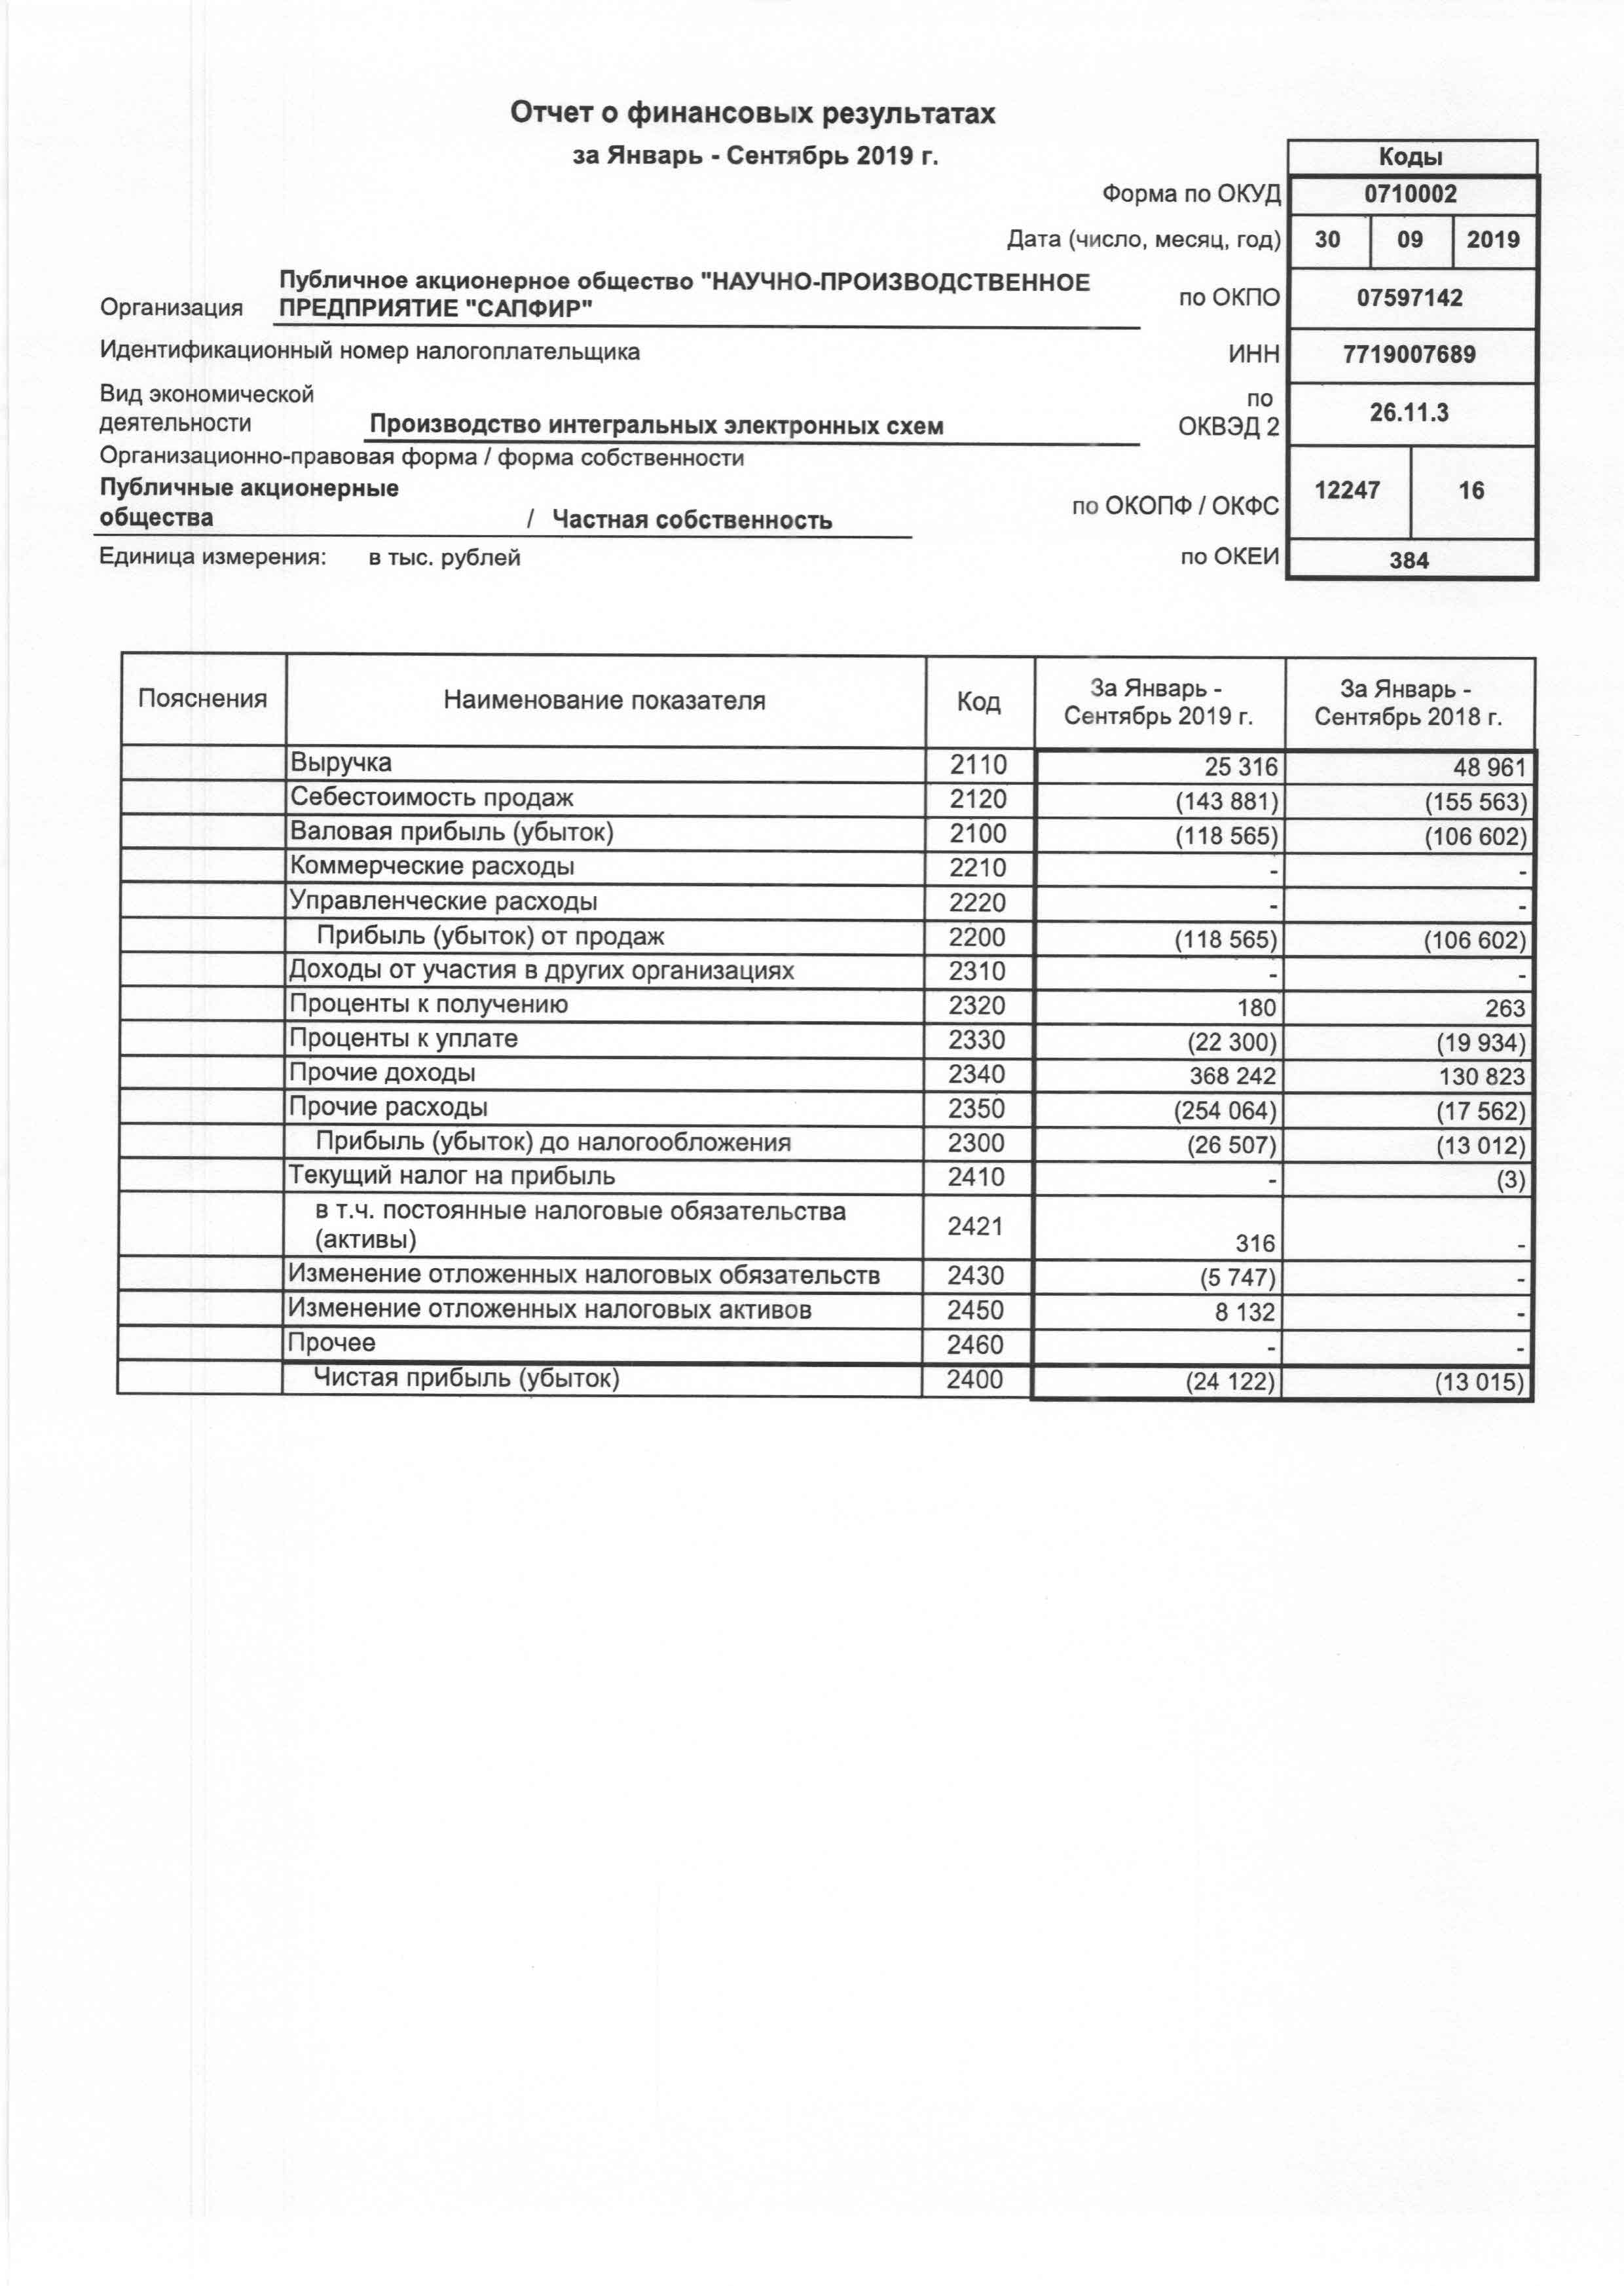 Отчет о финансовых результатах
за Январь - Сентябрь 2019 г.
Коды
Форма по ОКУД 0710002
Дата (число, месяц, год) 30 09 2019
Организация Публичное акционерное общество "НАУЧНО-ПРОИЗВОДСТВЕННОЕ
ПРЕДПРИЯТИЕ "САПФИР" по ОКПО 07597142
Идентификационный номер налогоплательщика ИНН 7719007689
Вид экономической
деятельности Производство интегральных электронных схем по
ОКВЭД 2 26.11.3
Организационно-правовая форма / форма собственности
Публичные акционерные
общества / Частная собственность по ОКОПФ / ОКФС 12247 16
Единица измерения: в тыс. рублей по ОКЕИ 384
Пояснения Наименование показателя Код За Январь - Сентябрь 2019 г. За Январь - Сентябрь 2018 г.
Выручка 2110 25 316 48 961
Себестоимость продаж 2120 (143 881) (155 563)
Валовая прибыль (убыток) 2100 (118 565) (106 602)
Коммерческие расходы 2210 - -
Управленческие расходы 2220 - -
Прибыль (убыток) от продаж 2200 (118 565) (106 602)
Доходы от участия в других организациях 2310 - -
Проценты к получению 2320 180 263
Проценты к уплате 2330 (22 300) (19 934)
Прочие доходы 2340 368 242 130 823
Прочие расходы 2350 (254 064) (17 562)
Прибыль (убыток) до налогообложения 2300 (26 507) (13 012)
Текущий налог на прибыль 2410 - (3)
в т.ч. постоянные налоговые обязательства
(активы) 2421 316 -
Изменение отложенных налоговых обязательств 2430 (5 747) -
Изменение отложенных налоговых активов 2450 8 132 -
Прочее 2460 - -
Чистая прибыль (убыток) 2400 (24 122) (13 015)